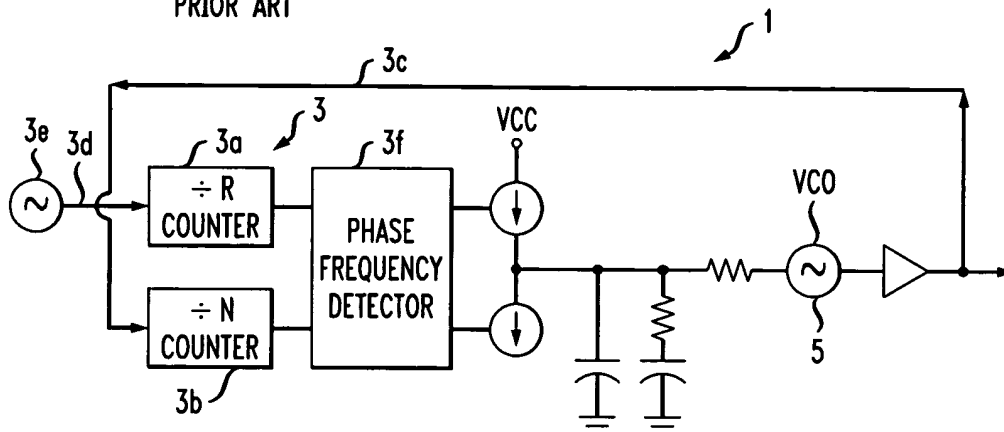 PRIOR ART
1
3c
3
VCC
3e
3d
3a
3f
÷ R
COUNTER
VCO
PHASE
FREQUENCY
DETECTOR
÷ N
COUNTER
5
3b